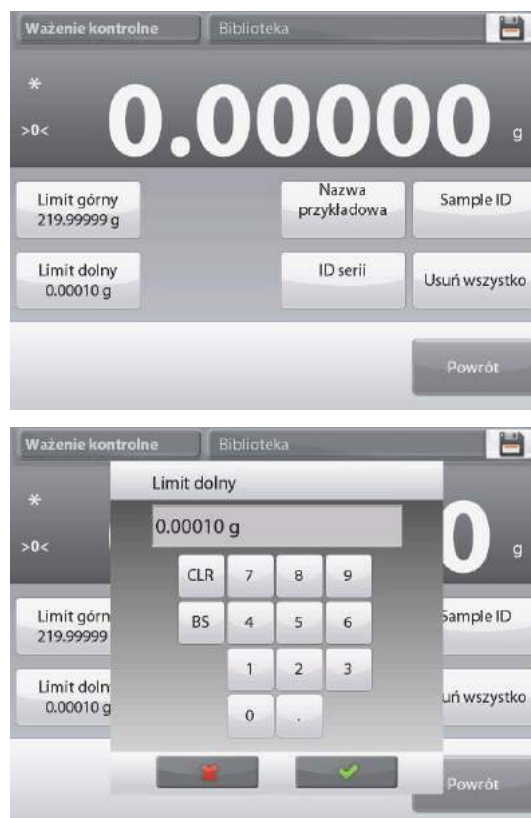 Ważenie kontrolne
Biblioteka
*
>0<
0.00000
g
Limit górny
219.99999 g
Nazwa
przykładowa
Sample ID
Limit dolny
0.00010 g
ID serii
Usuń wszystko
Powrót
Ważenie kontrolne
Biblioteka
Limit dolny
*
0.00010 g
>0<
0
g
CLR
7
8
9
Limit górn
219.99999
BS
4
5
6
Sample ID
1
2
3
Limit doln
0.00010 g
uń wszystko
0
.
Powrót